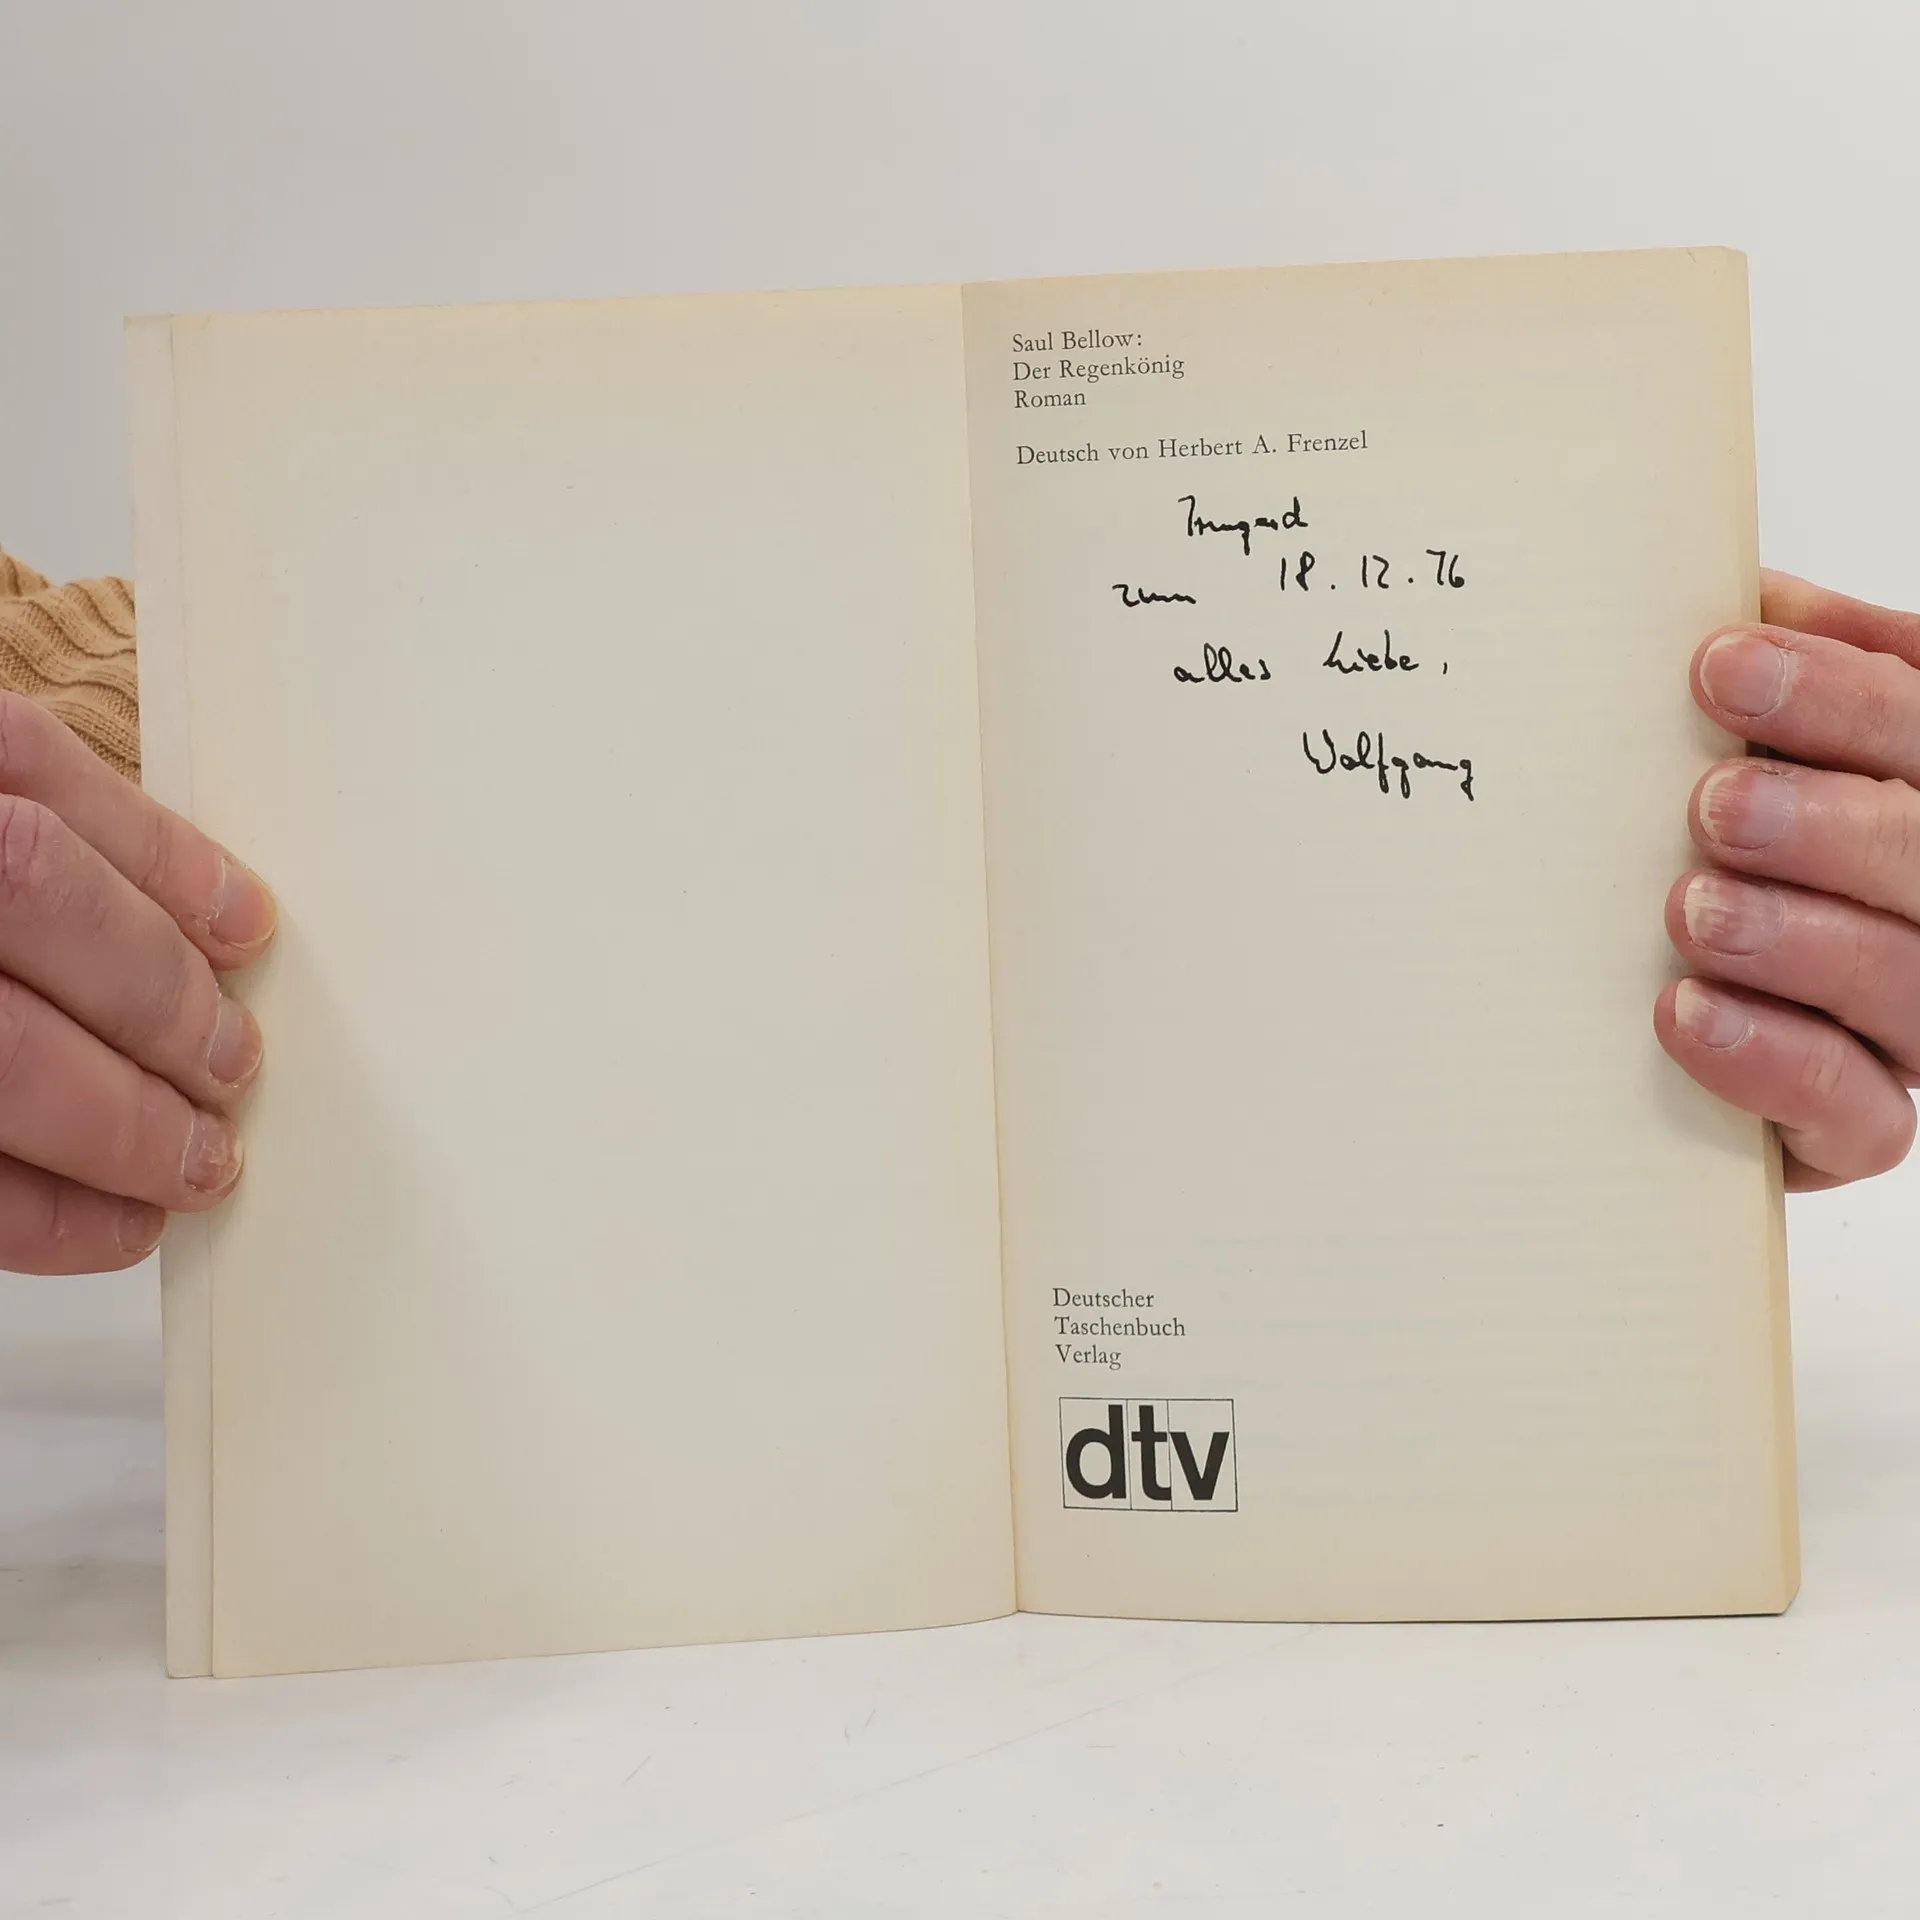 Saul Bellow:
Der Regenkönig
Roman
Deutsch von Herbert A. Frenzel
Irmgard
zum 18.12.76
alles Liebe,
Wolfgang
Deutscher
Taschenbuch
Verlag
dtv